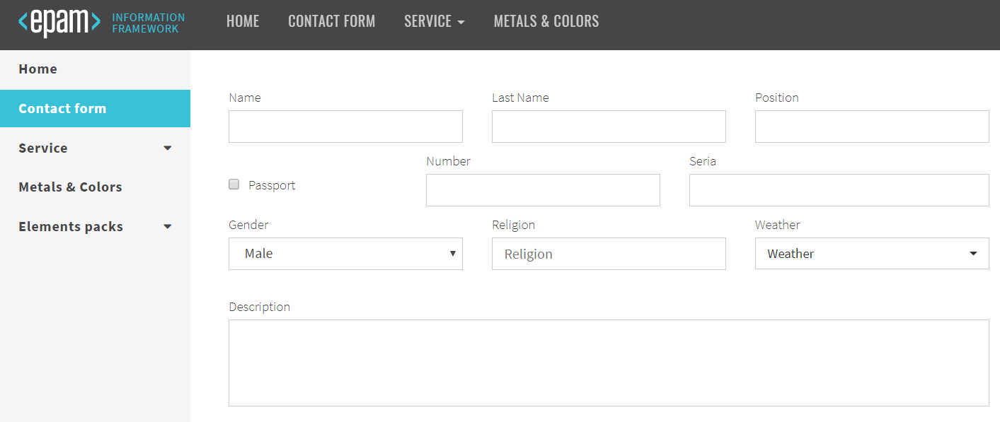 <epam> INFORMATION
FRAMEWORK
HOME CONTACT FORM SERVICE METALS & COLORS
Home
Contact form
Service
Metals & Colors
Elements packs
Name Last Name Position
Number Seria
Passport
Gender Religion Weather
Male Religion Weather
Description